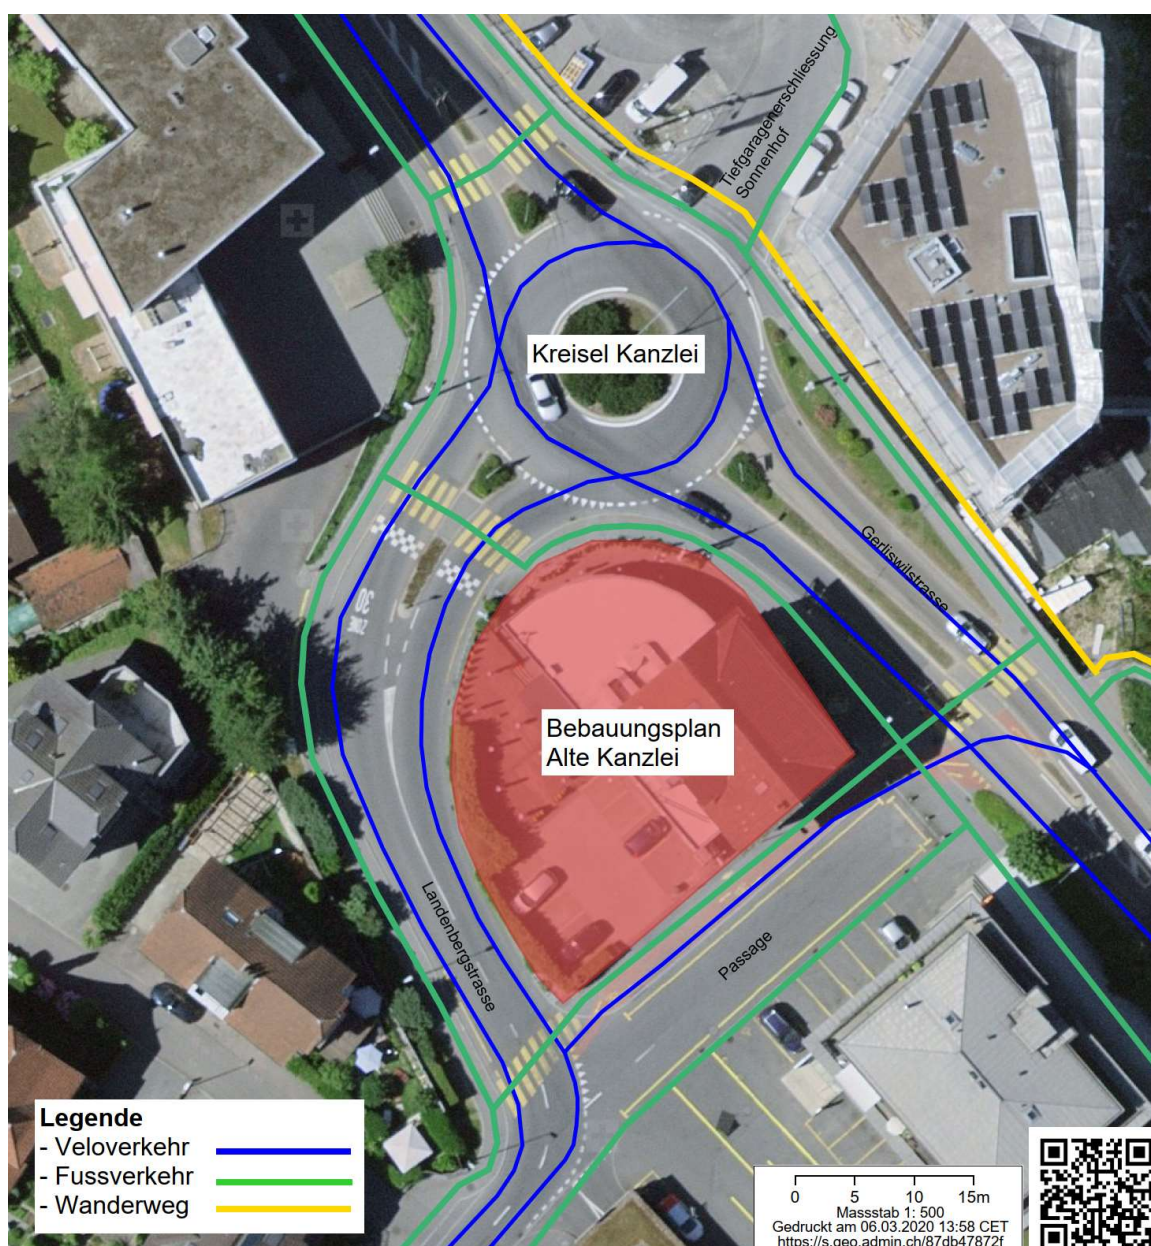 Tiefgaragenerschliessung
Sonnenhof
Kreisel Kanzlei
Gerliswilstrasse
30
Bebauungsplan
Alte Kanzlei
Landenbergstrasse
Passage
Legende
- Veloverkehr
- Fussverkehr
- Wanderweg
0 5 10 15m
Massstab 1: 500
Gedruckt am 06.03.2020 13:58 CET
https://s.geo.admin.ch/87db47872f